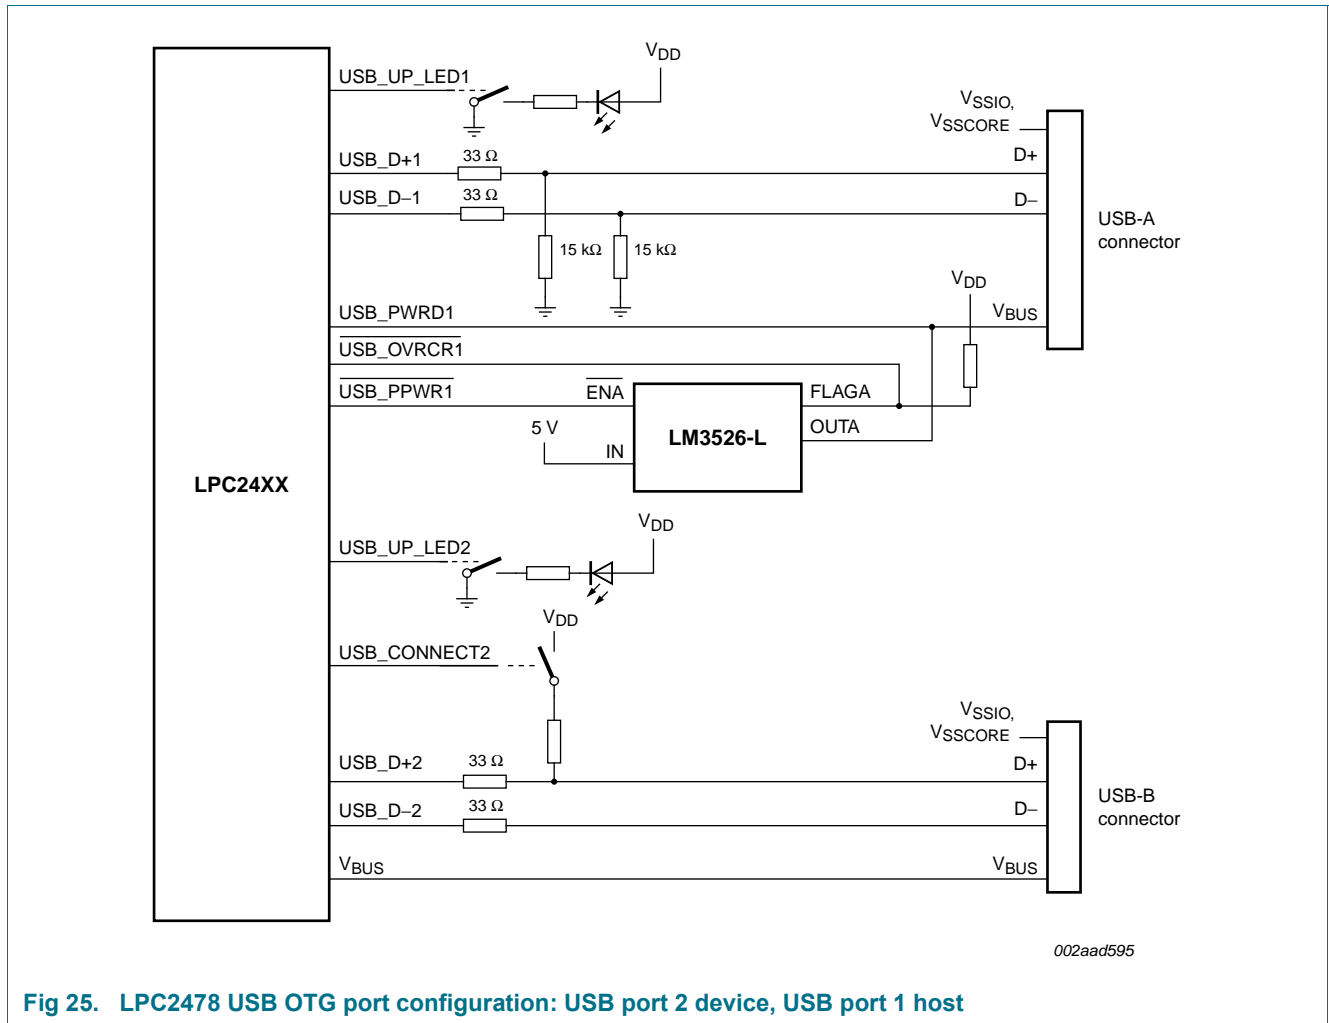 USB_UP_LED1
VDD
VSSIO,
VSSCORE
USB_D+1
33 Ω
D+
USB_D−1
33 Ω
D−
USB-A
connector
15 kΩ
15 kΩ
VDD
USB_PWRD1
VBUS
USB_OVRCR1
USB_PPWR1
ENA
FLAGA
5 V
LM3526-L
OUTA
IN
LPC24XX
VDD
USB_UP_LED2
VDD
USB_CONNECT2
VSSIO,
VSSCORE
USB_D+2
33 Ω
D+
USB-B
connector
USB_D−2
33 Ω
D−
VBUS
VBUS
002aad595
Fig 25. LPC2478 USB OTG port configuration: USB port 2 device, USB port 1 host